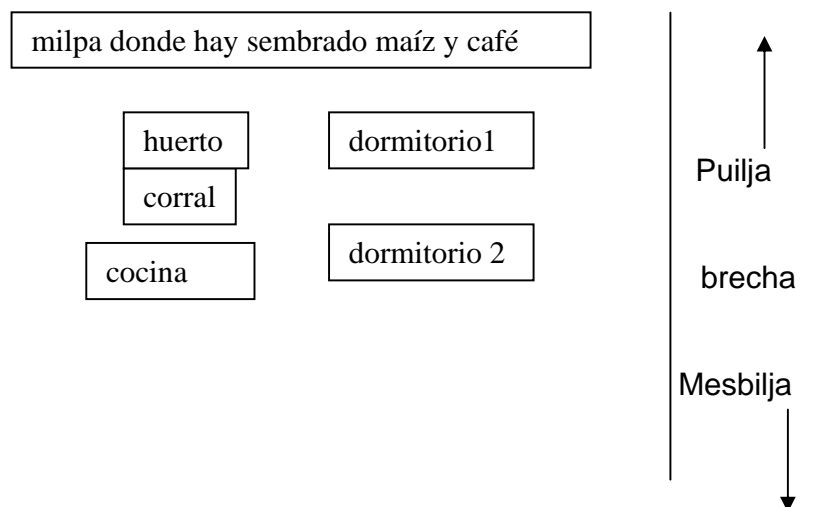 milpa donde hay sembrado maíz y café
huerto
dormitorio1
corral
cocina
dormitorio 2
Puilja
brecha
Mesbilja